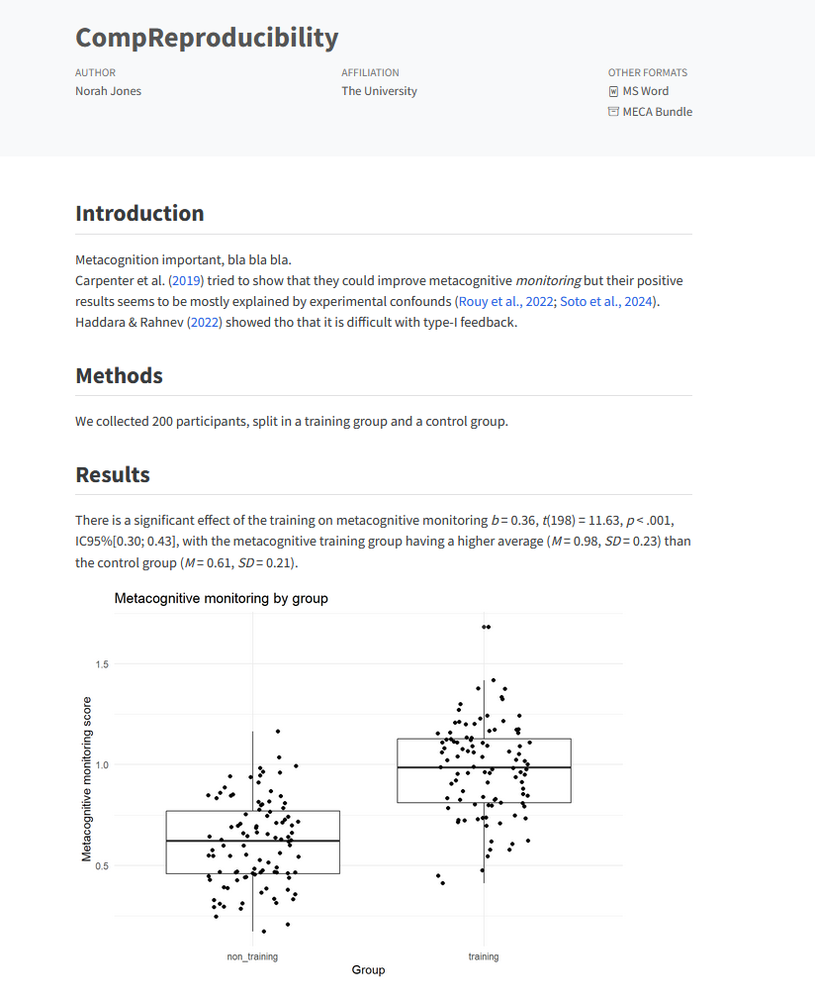 CompReproducibility
AUTHOR
Norah Jones
AFFILIATION
The University
OTHER FORMATS
MS Word
MECA Bundle
Introduction
Metacognition important, bla bla bla.
Carpenter et al. (2019) tried to show that they could improve metacognitive monitoring but their positive
results seems to be mostly explained by experimental confounds (Rouy et al., 2022; Soto et al., 2024).
Haddara & Rahnev (2022) showed tho that it is difficult with type-I feedback.
Methods
We collected 200 participants, split in a training group and a control group.
Results
There is a significant effect of the training on metacognitive monitoring b = 0.36, t(198) = 11.63, p < .001,
IC95%[0.30; 0.43], with the metacognitive training group having a higher average (M = 0.98, SD = 0.23) than
the control group (M = 0.61, SD = 0.21).
Metacognitive monitoring by group
Metacognitive monitoring score
1.5
1.0
0.5
non_training
training
Group